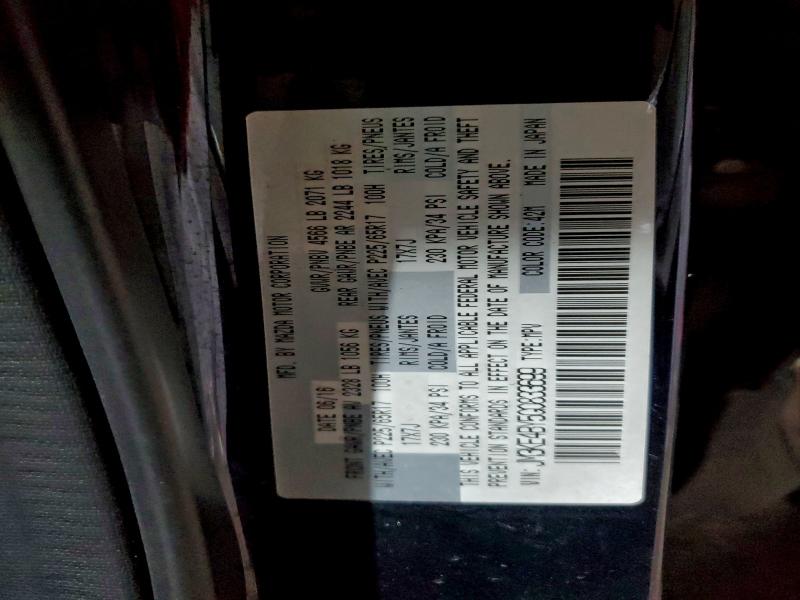 MFD. BY MAZDA MOTOR CORPORATION
DATE 06/16 GVWR/PNBV 4566 LB 2071 KG
FRONT GAWR/PNBE AV 2328 LB 1056 KG REAR GAWR/PNBE AR 2244 LB 1018 KG
WITH/AVEC P225/65R17 100H TIRES/PNEUS WITH/AVEC P225/65R17 100H TIRES/PNEUS
17X7J RIMS/JANTES 17X7J RIMS/JANTES
230 KPA/34 PSI COLD/A FROID 230 KPA/34 PSI COLD/A FROID
THIS VEHICLE CONFORMS TO ALL APPLICABLE FEDERAL MOTOR VEHICLE SAFETY AND THEFT
PREVENTION STANDARDS IN EFFECT ON THE DATE OF MANUFACTURE SHOWN ABOVE.
COLOR CODE:42M MADE IN JAPAN
VIN: TYPE:MPV